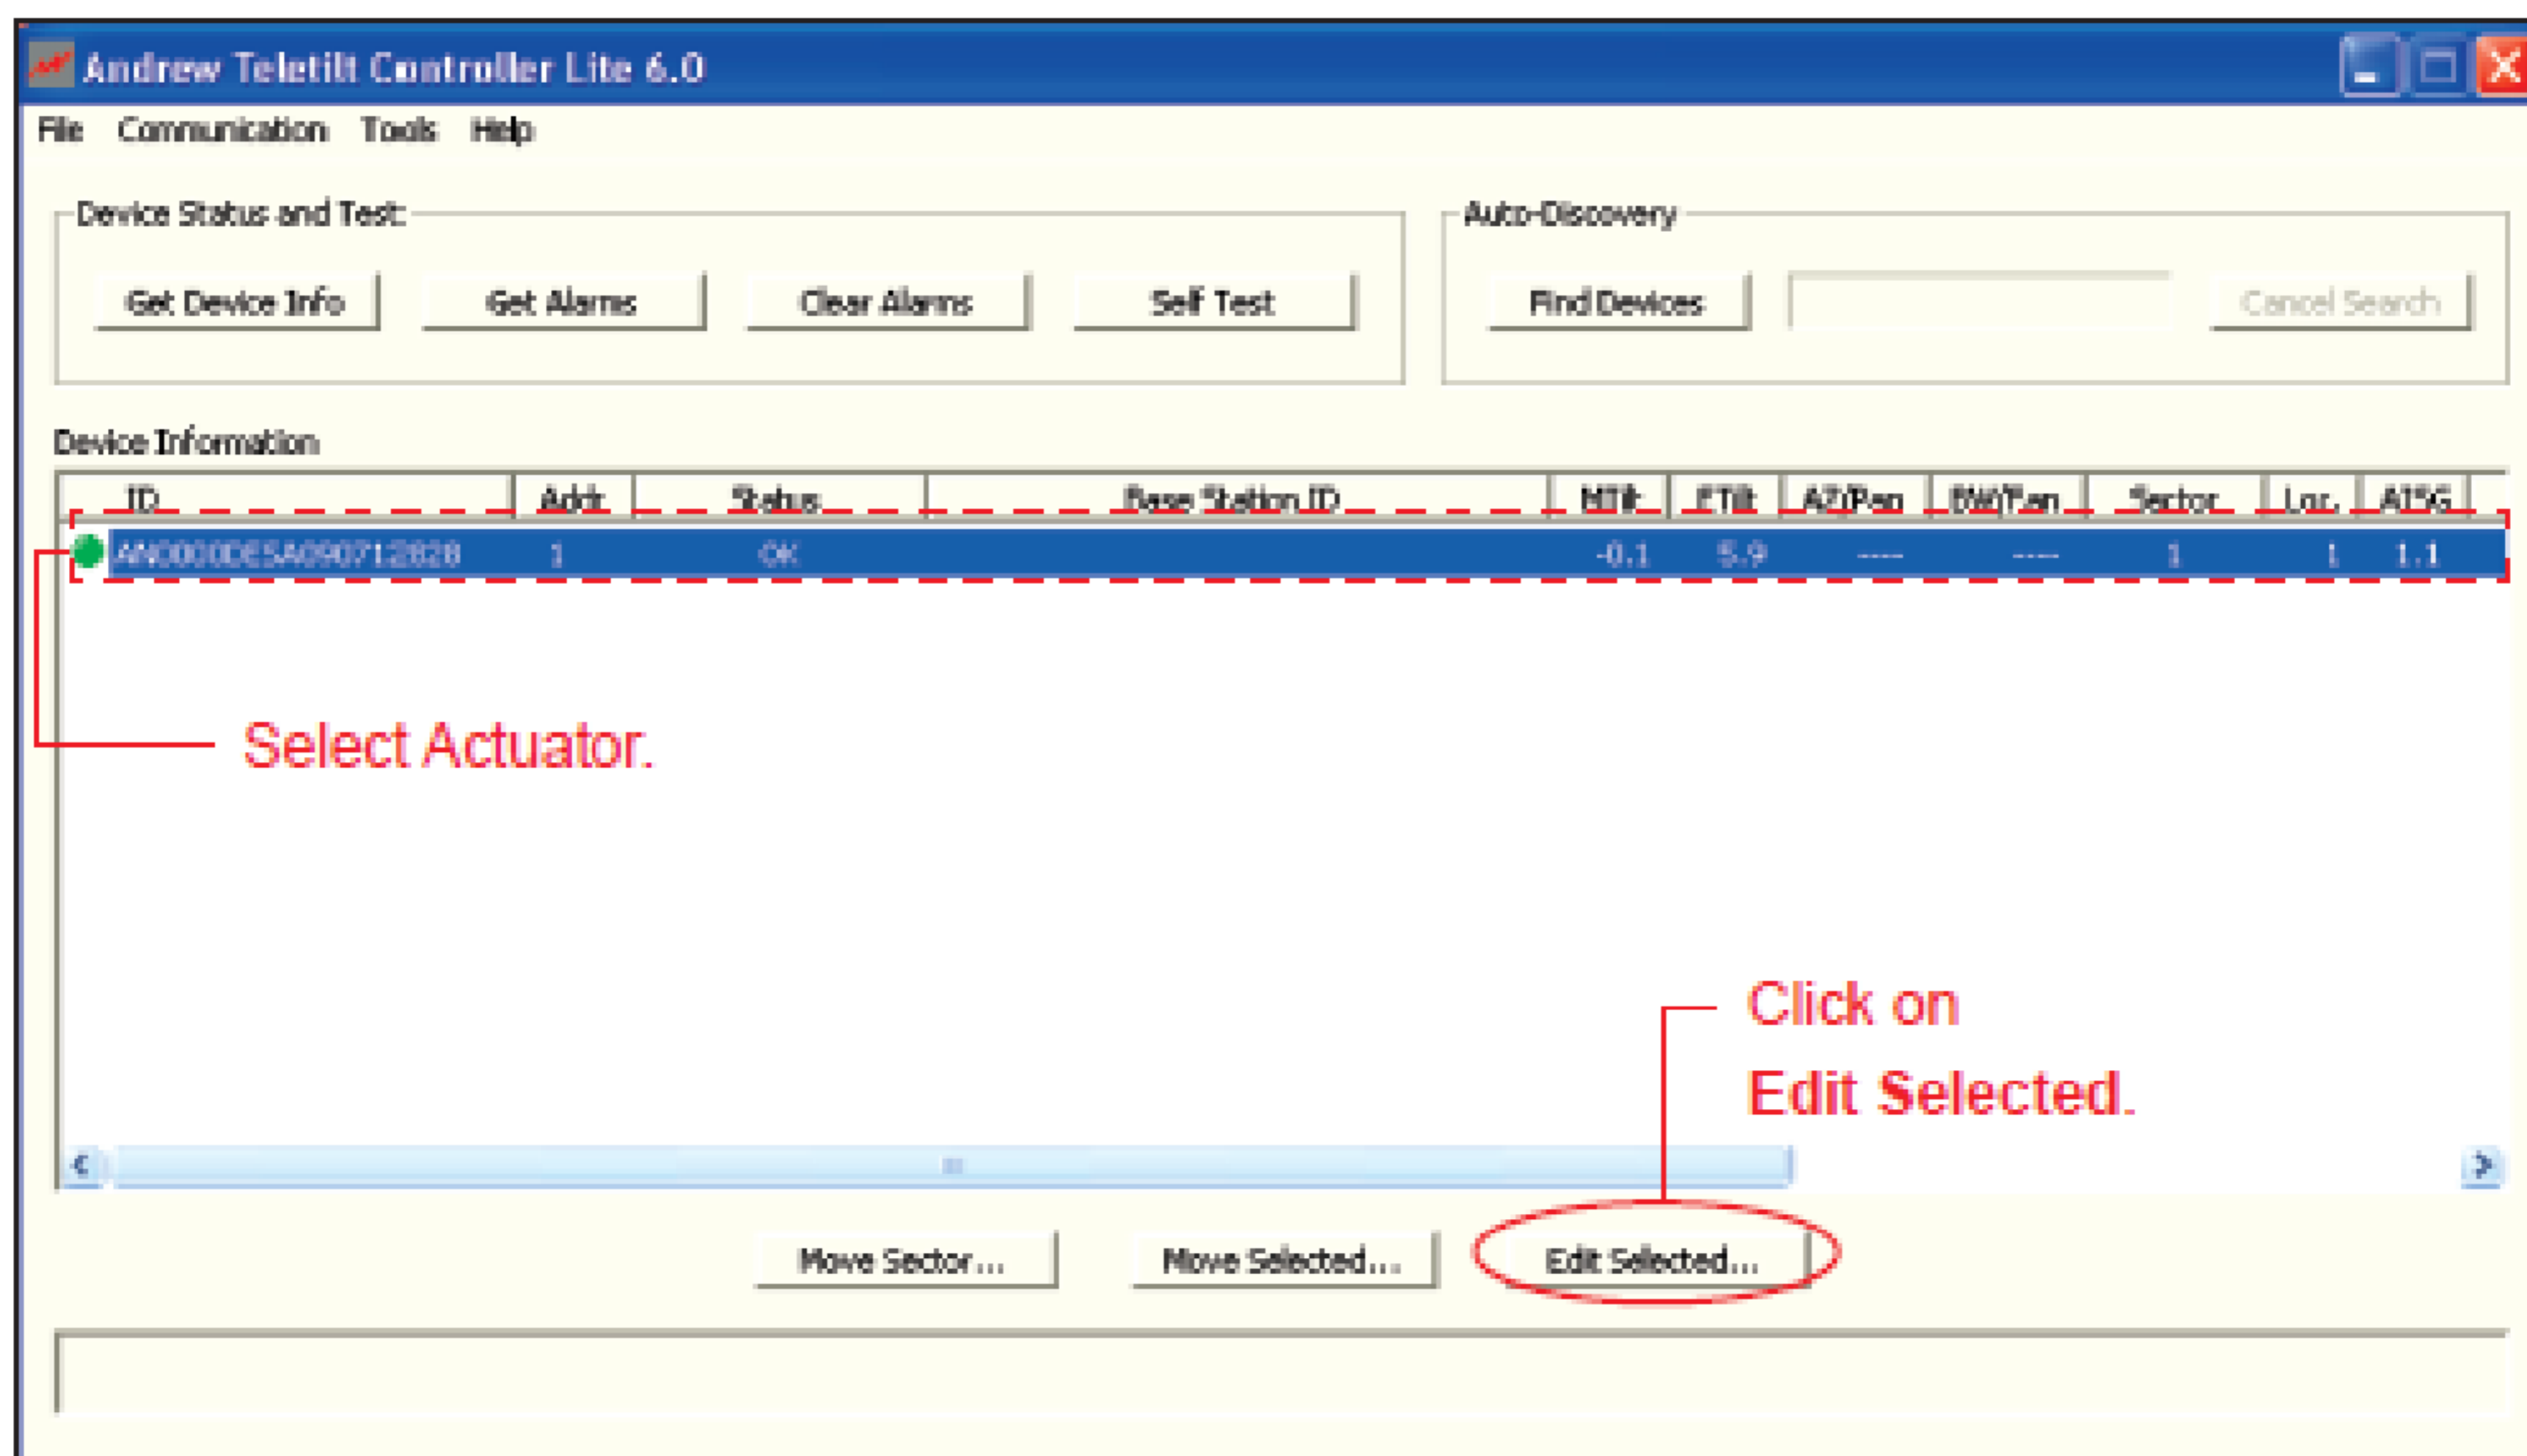 Andrew Teletilt Controller Lite 6.0
File Communication Tools Help
Device Status and Test: Auto-Discovery
Get Device Info Get Alarms Clear Alarms Self Test Find Devices Cancel Search
Device Information
ID Addr Status Base Station ID MTilt ETilt AZ/Pan BW/Fan Sector Loc. AISG
AN0000DESA090712828 1 OK -0.1 5.9 ---- ---- 1 1 1.1
Select Actuator.
Click on
Edit Selected.
Move Sector... Move Selected... Edit Selected...